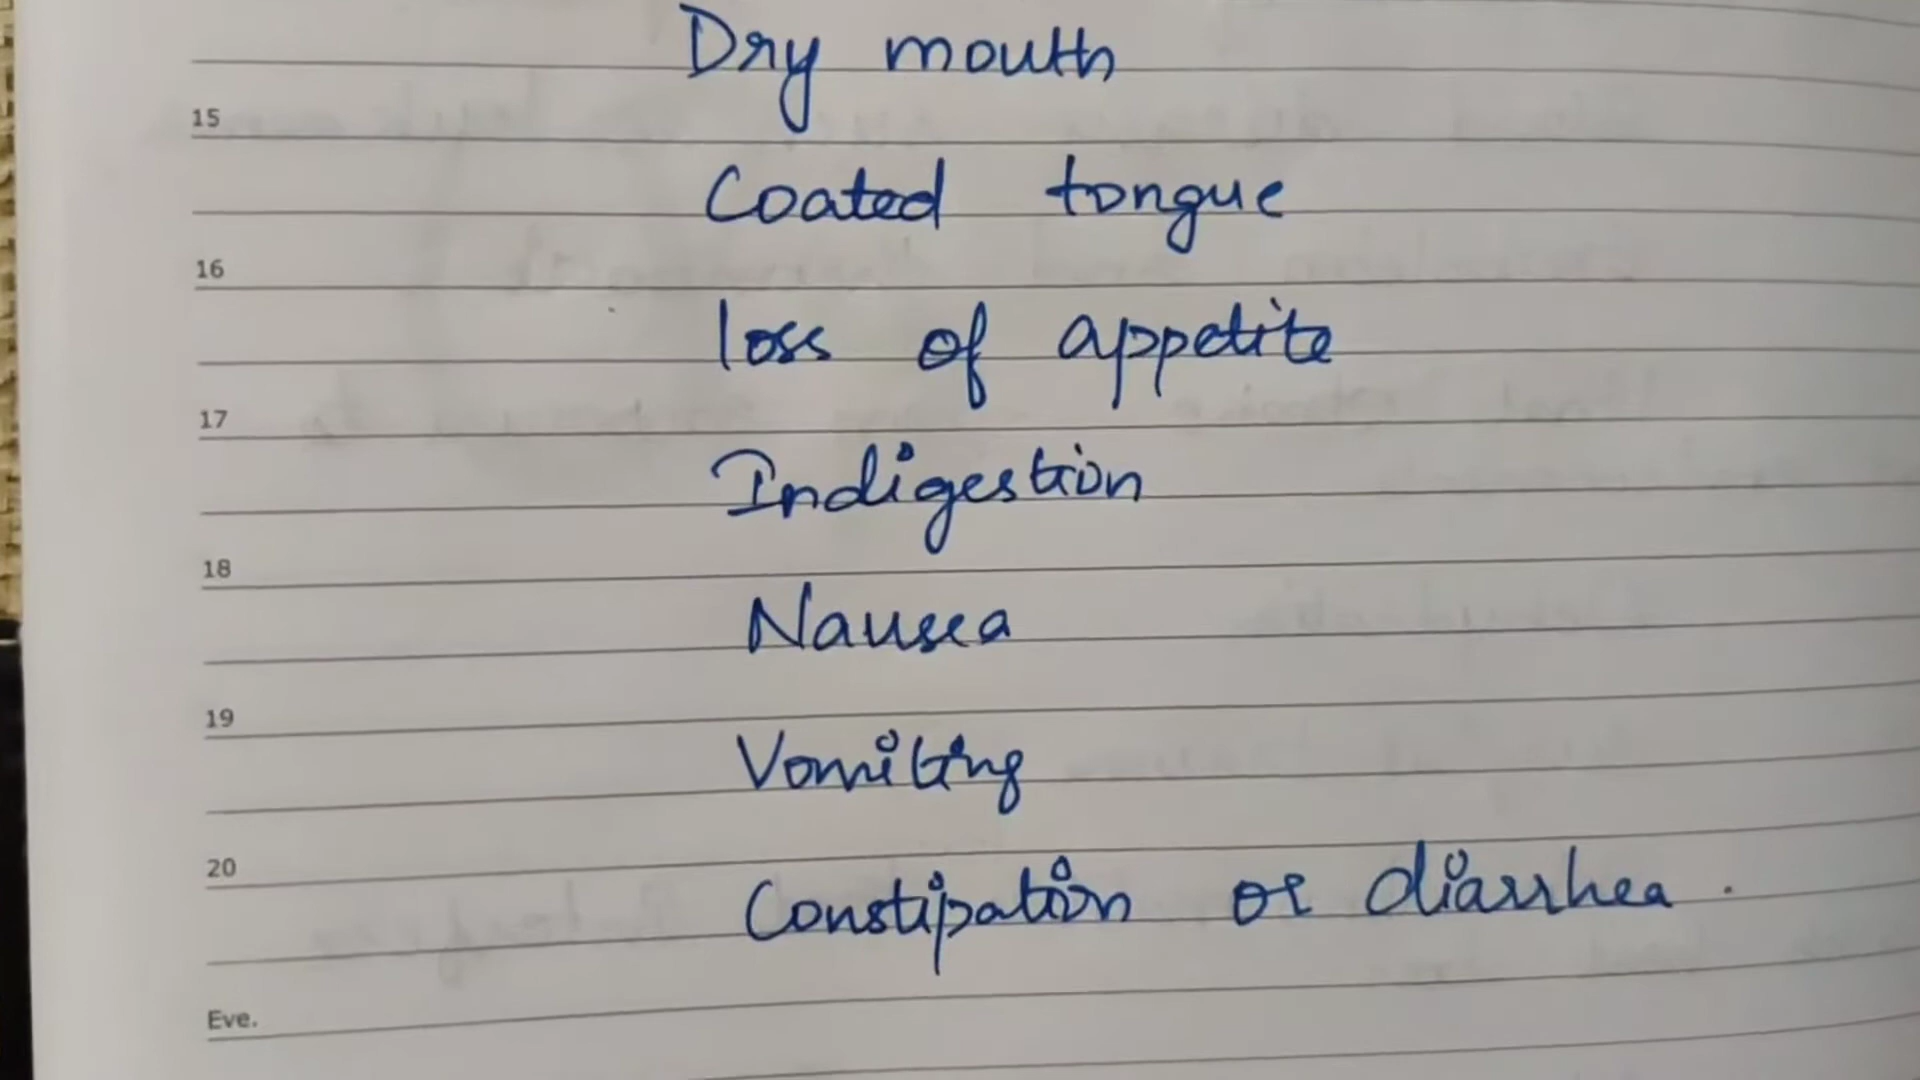 Dry mouth
15
Coated tongue
16
loss of appetite
17
Indigestion
18
Nausea
19
Vomiting
20
Constipation or diarrhea.
Eve.